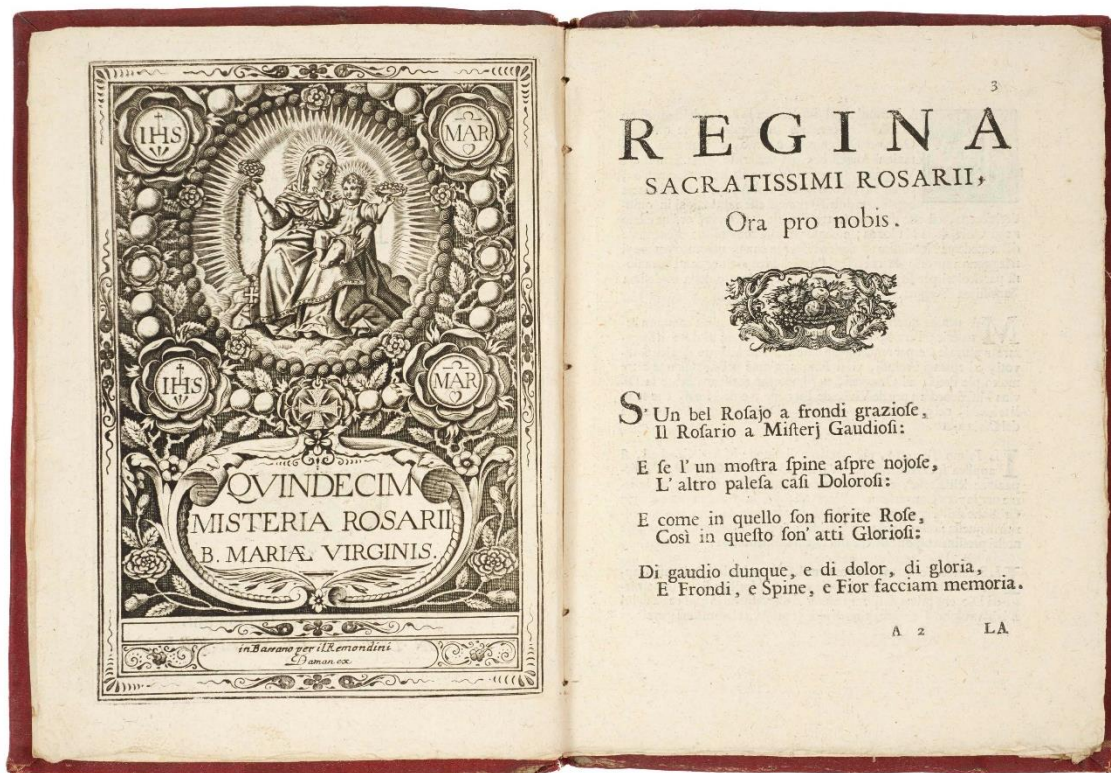 IHS
MAR
IHS
MAR
QVINDECIM
MISTERIA ROSARII
B. MARIÆ VIRGINIS.
in Bassano per il Remondini
Daman ex
3
REGINA
SACRATISSIMI ROSARII,
Ora pro nobis.
S' Un bel Roſajo a frondi grazioſe,
Il Roſario a Miſterj Gaudioſi:
E ſe l' un moſtra ſpine aſpre nojoſe,
L' altro paleſa caſi Doloroſi:
E come in quello ſon fiorite Roſe,
Così in queſto ſon' atti Glorioſi:
Di gaudio dunque, e di dolor, di gloria,
E Frondi, e Spine, e Fior facciam memoria.
A 2 LA